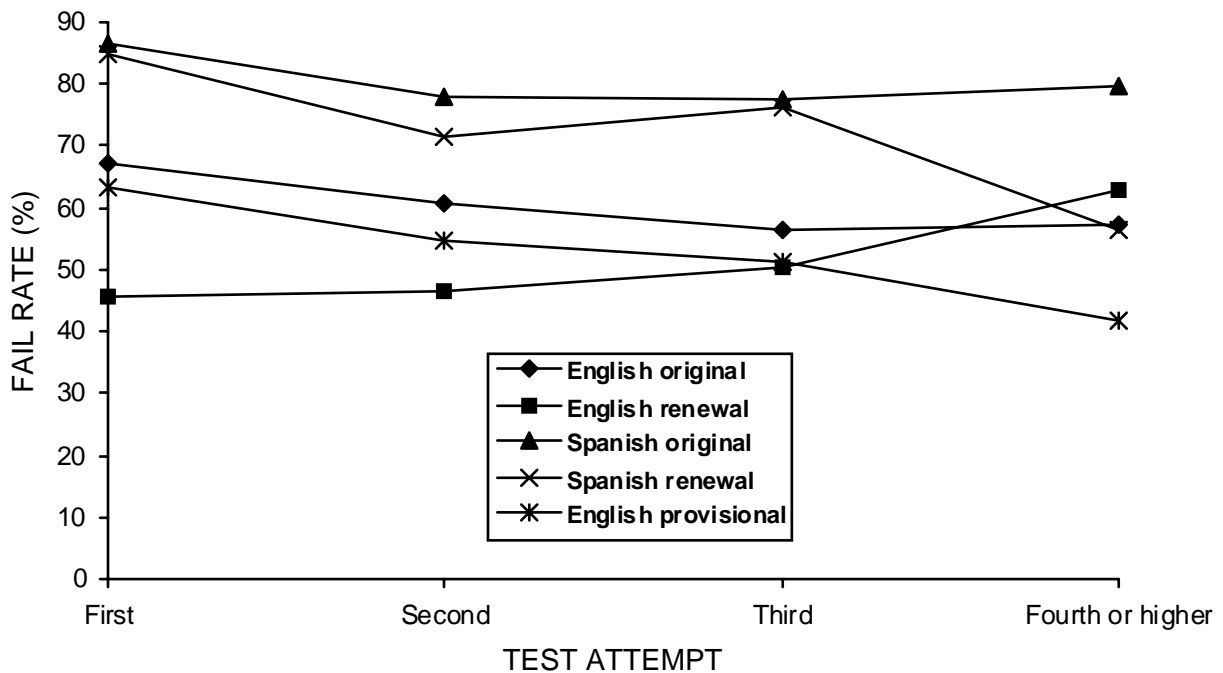 90
80
70
60
50
40
30
20
10
0
FAIL RATE (%)
English original
English renewal
Spanish original
Spanish renewal
English provisional
First Second Third Fourth or higher
TEST ATTEMPT